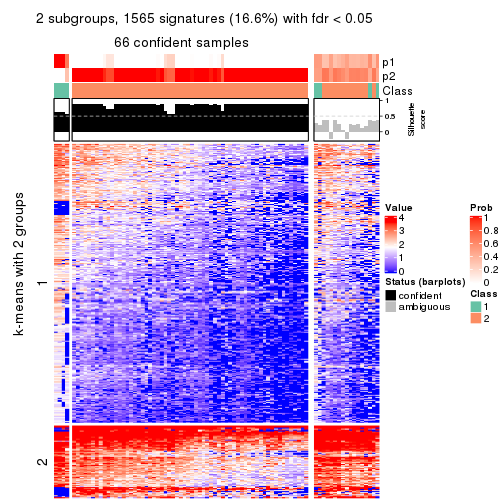 2 subgroups, 1565 signatures (16.6%) with fdr < 0.05
66 confident samples
p1
p2
Class
1
0.5
0
Silhouette
score
k-means with 2 groups
1
2
Value
4
3
2
1
0
Status (barplots)
confident
ambiguous
Prob
1
0.8
0.6
0.4
0.2
0
Class
1
2